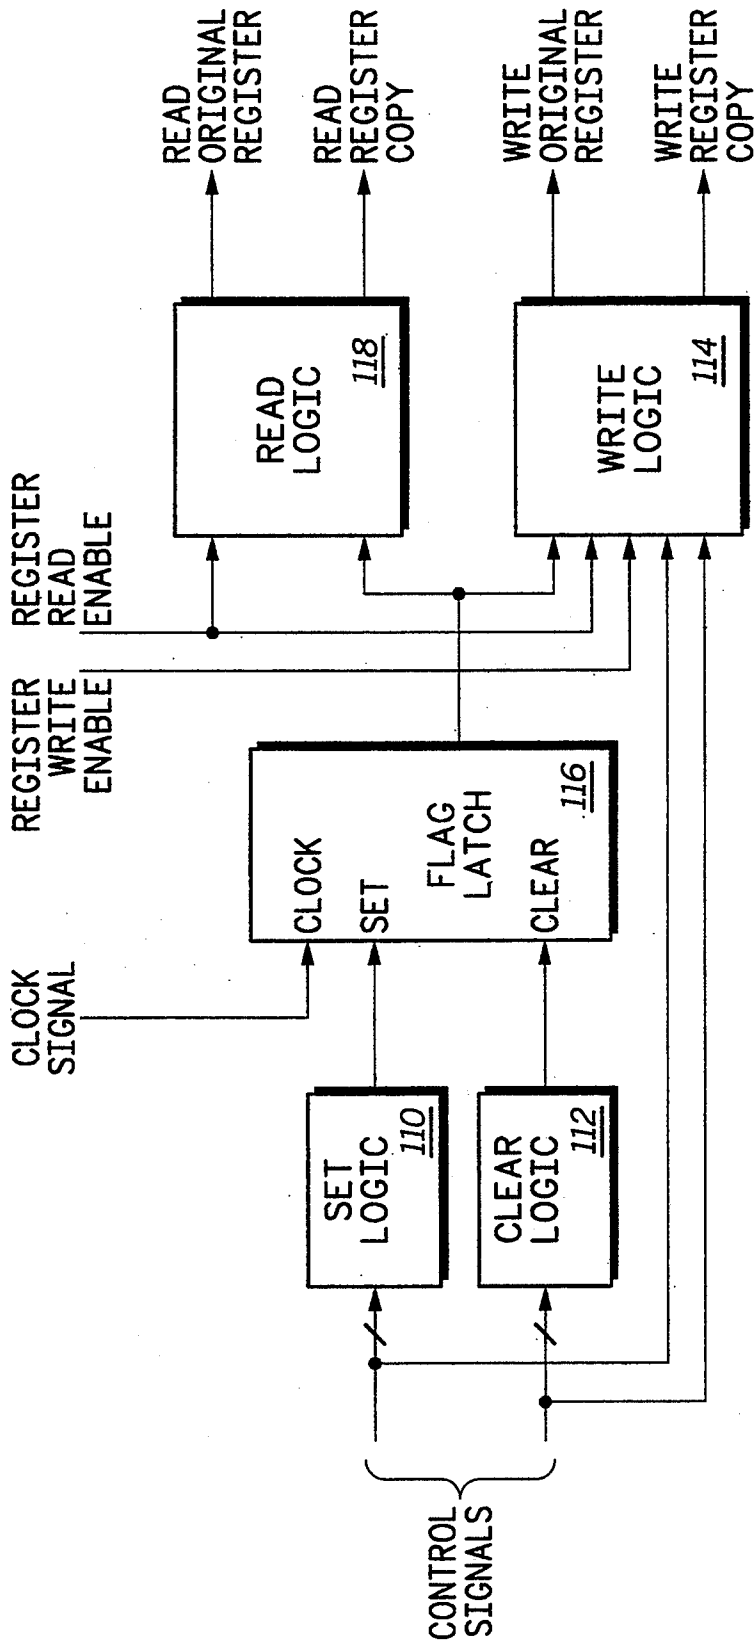 CONTROL
SIGNALS
CLOCK
SIGNAL
REGISTER
WRITE
ENABLE
REGISTER
READ
ENABLE
SET
LOGIC
110
CLEAR
LOGIC
112
CLOCK
SET
FLAG
LATCH
CLEAR
116
READ
LOGIC
118
WRITE
LOGIC
114
READ
ORIGINAL
REGISTER
READ
REGISTER
COPY
WRITE
ORIGINAL
REGISTER
WRITE
REGISTER
COPY